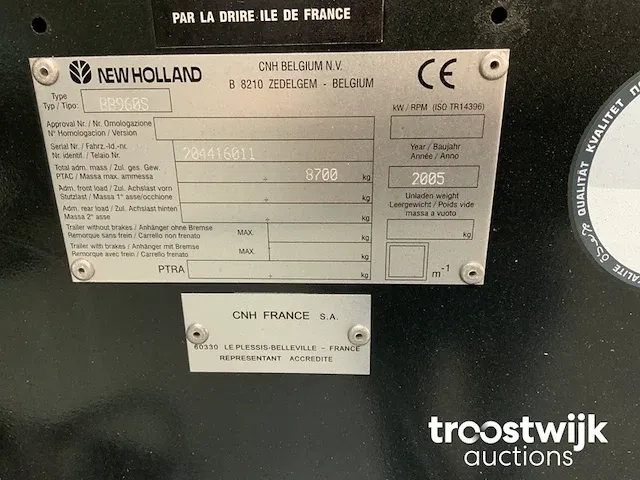 PAR LA DRIRE ILE DE FRANCE
NEW HOLLAND
CNH BELGIUM N.V.
B 8210 ZEDELGEM - BELGIUM
CE
Type
Typ / Tipo:
BB960S
kW / RPM (ISO TR14396)
Approval Nr./ Nr. Omologazione
N° Homologacion / Version
Serial Nr./ Fahrz.-Id.-nr.
Nr. identif. / Telaio Nr.
704416011
Year / Baujahr
Année / Anno
Total adm. mass / Zul. ges. Gew.
PTAC / Massa max. ammessa
8700 kg
2005
Adm. front load / Zul. Achslast vorn
Stutzlast / Massa 1° asse/occhione
kg
Unladen weight
Leergewicht / Poids vide
massa a vuoto
Adm. rear load / Zul. Achslast hinten
Massa 2° asse
kg
kg
Trailer without brakes / Anhänger ohne Bremse
Remorque sans frein / Carrello non frenato
MAX.
kg
Trailer with brakes / Anhänger mit Bremse
Remorque avec frein / Carrello frenato
MAX.
kg
PTRA
kg
m-1
CNH FRANCE S.A.
60330 LE PLESSIS-BELLEVILLE - FRANCE
REPRESENTANT ACCREDITE
QUALITÄT KVALITET
troostwijk
auctions